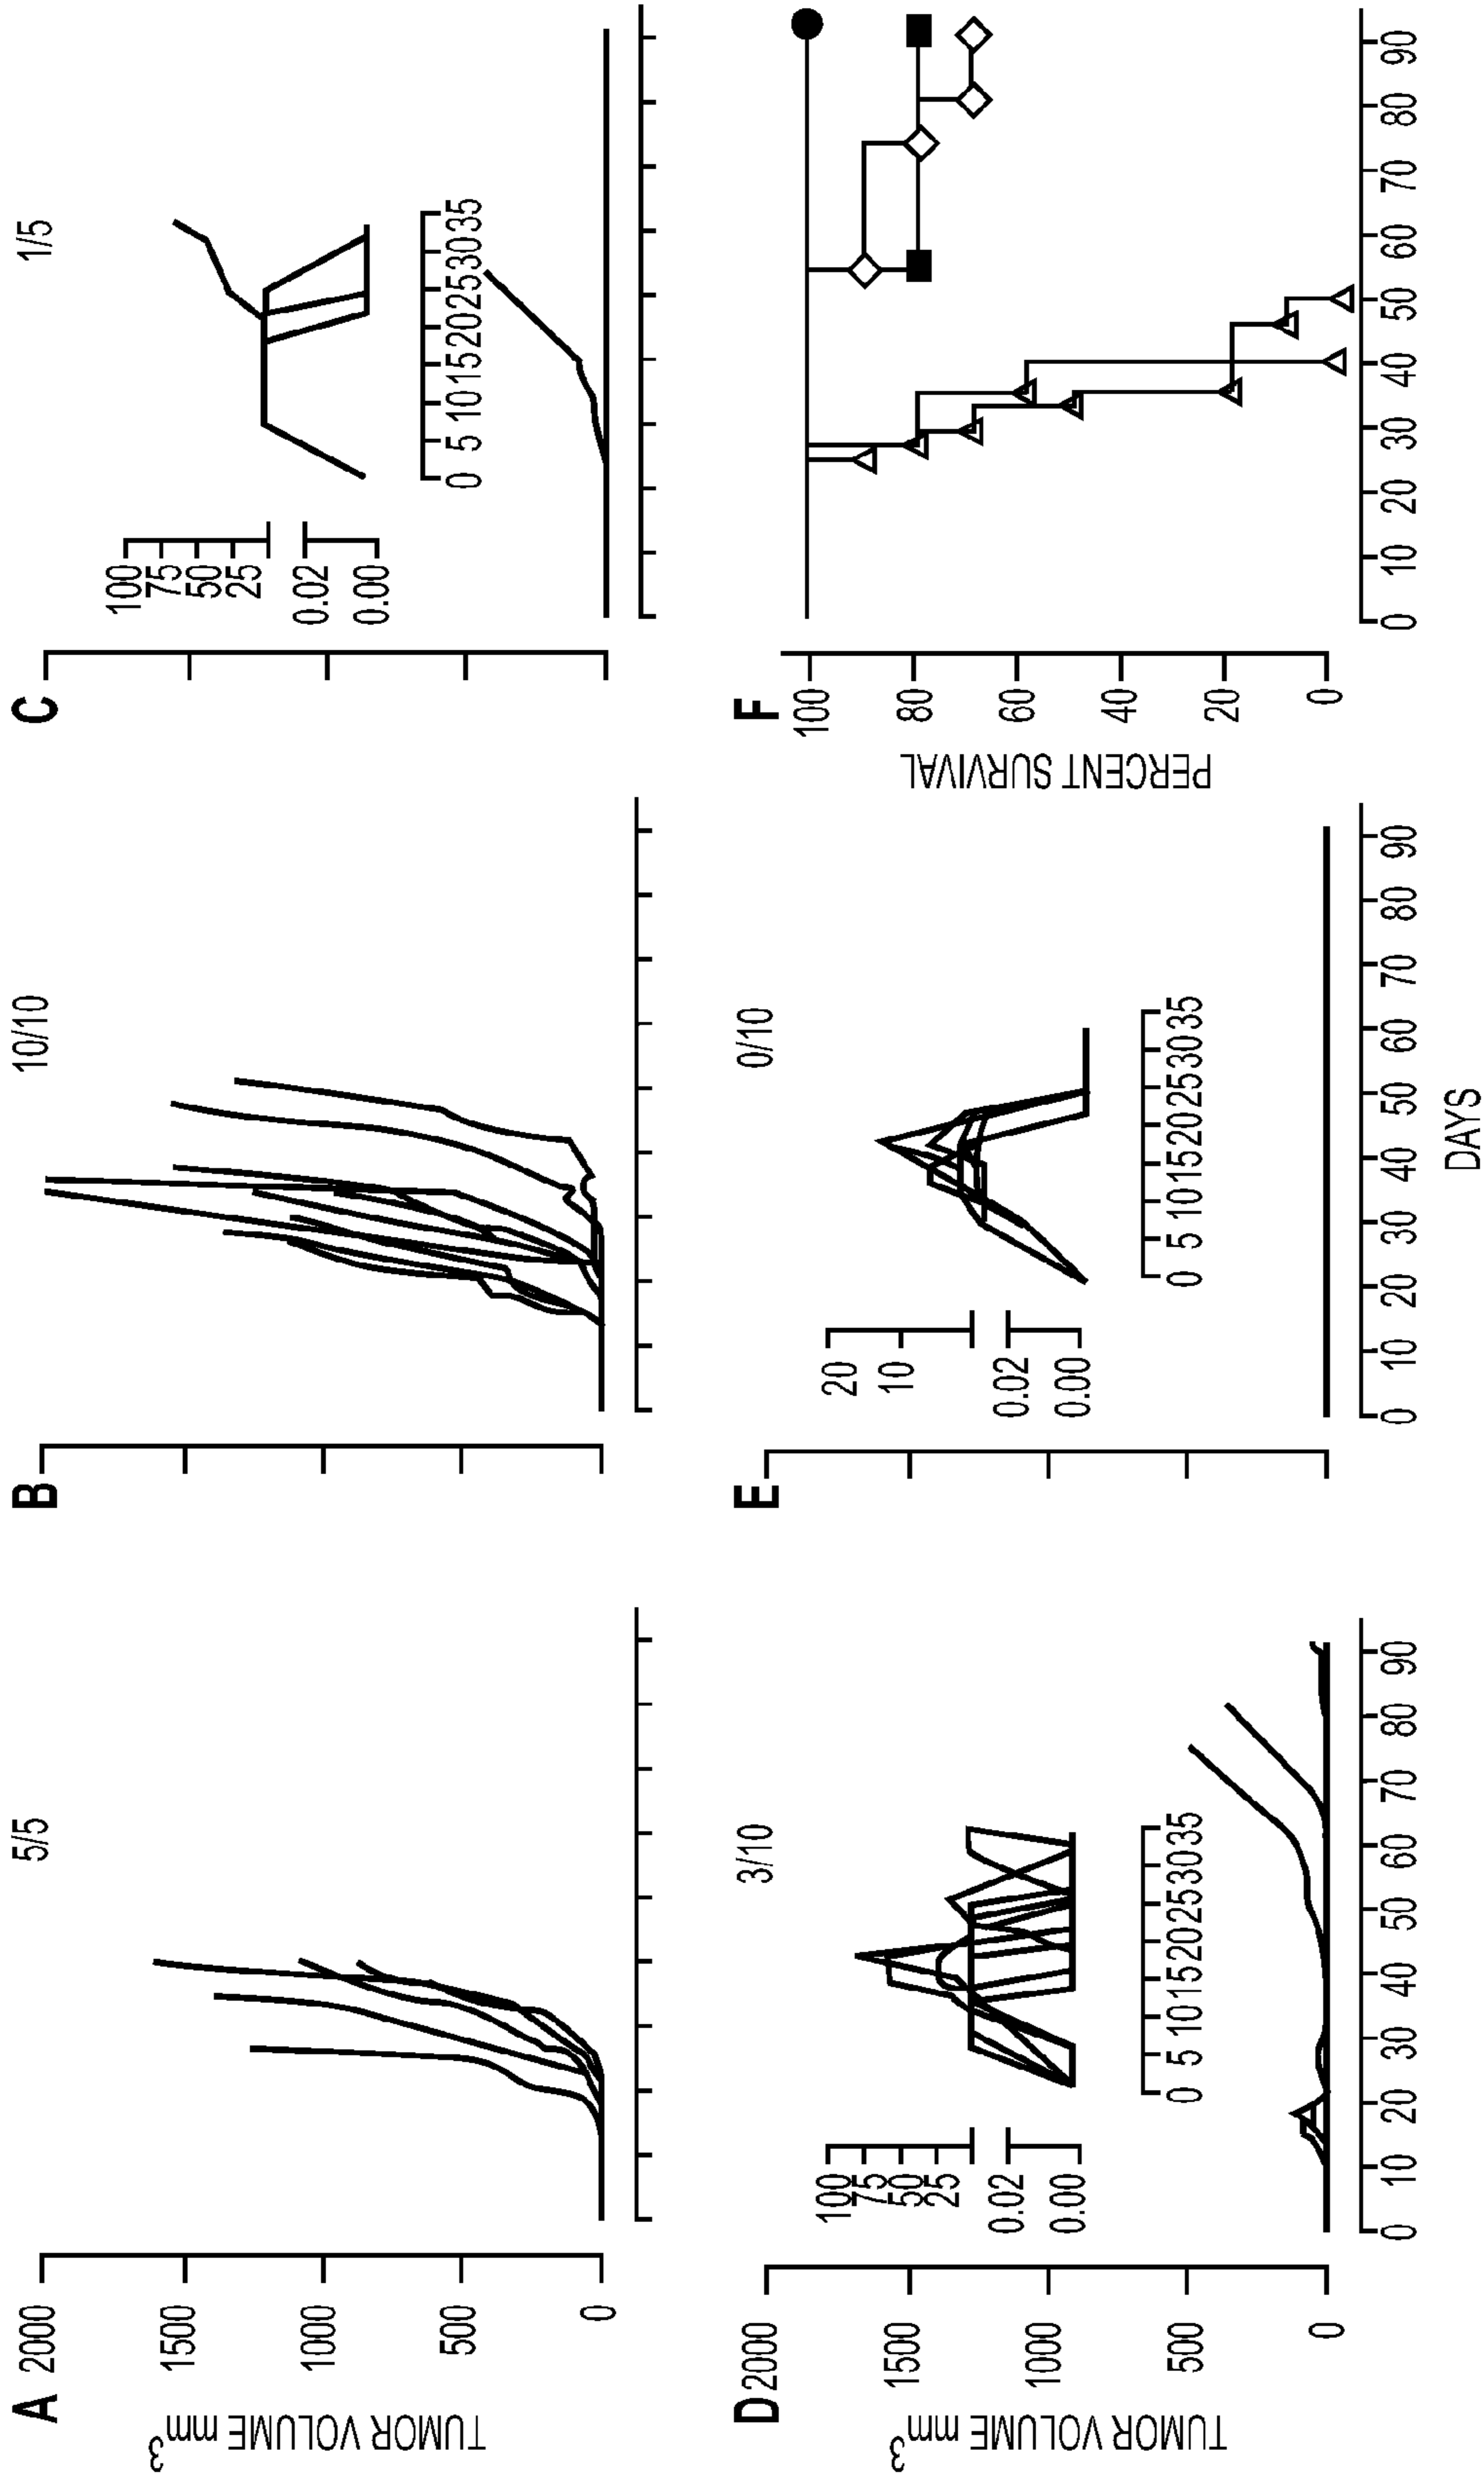 A
5/5
2000
1500
1000
500
0
TUMOR VOLUME mm³
B
10/10
C
1/5
100
75
50
25
0.02
0.00
0 5 10 15 20 25 30 35
D
3/10
2000
1500
1000
500
0
TUMOR VOLUME mm³
100
75
50
25
0.02
0.00
0 5 10 15 20 25 30 35
0 10 20 30 40 50 60 70 80 90
E
0/10
20
10
0.02
0.00
0 5 10 15 20 25 30 35
0 10 20 30 40 50 60 70 80 90
DAYS
F
PERCENT SURVIVAL
100
80
60
40
20
0
0 10 20 30 40 50 60 70 80 90